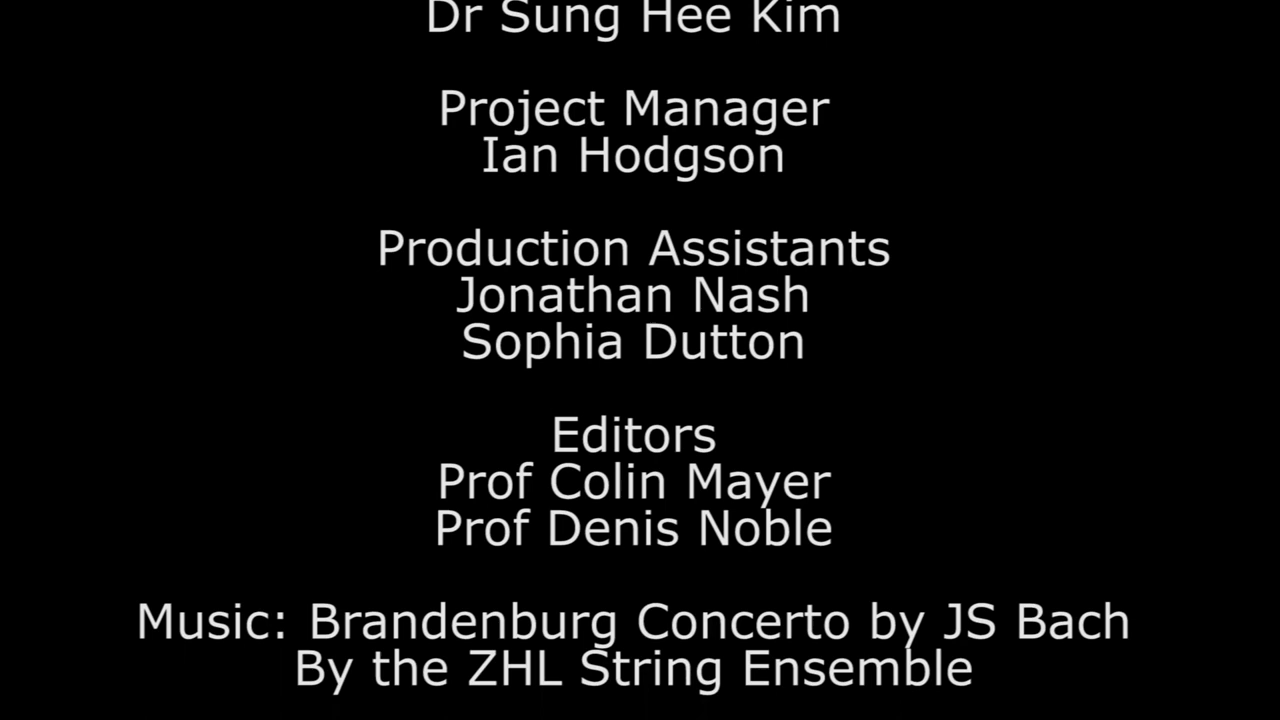 Dr Sung Hee Kim
Project Manager
Ian Hodgson
Production Assistants
Jonathan Nash
Sophia Dutton
Editors
Prof Colin Mayer
Prof Denis Noble
Music: Brandenburg Concerto by JS Bach
By the ZHL String Ensemble